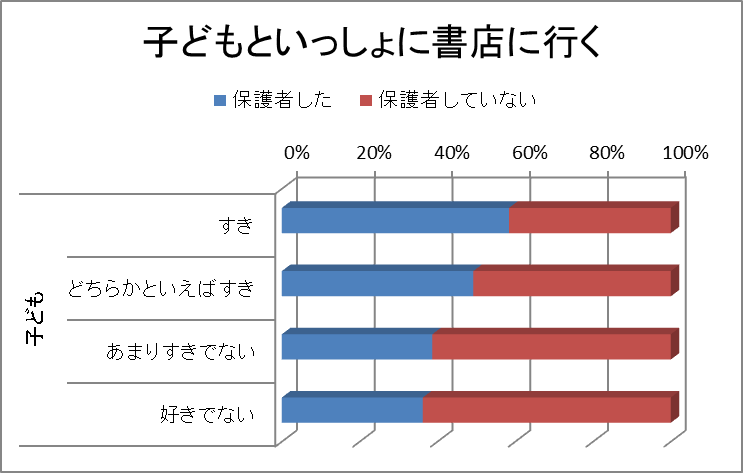 子どもといっしょに書店に行く
保護者した 保護者していない
0% 20% 40% 60% 80% 100%
子ども
すき
どちらかといえばすき
あまりすきでない
好きでない